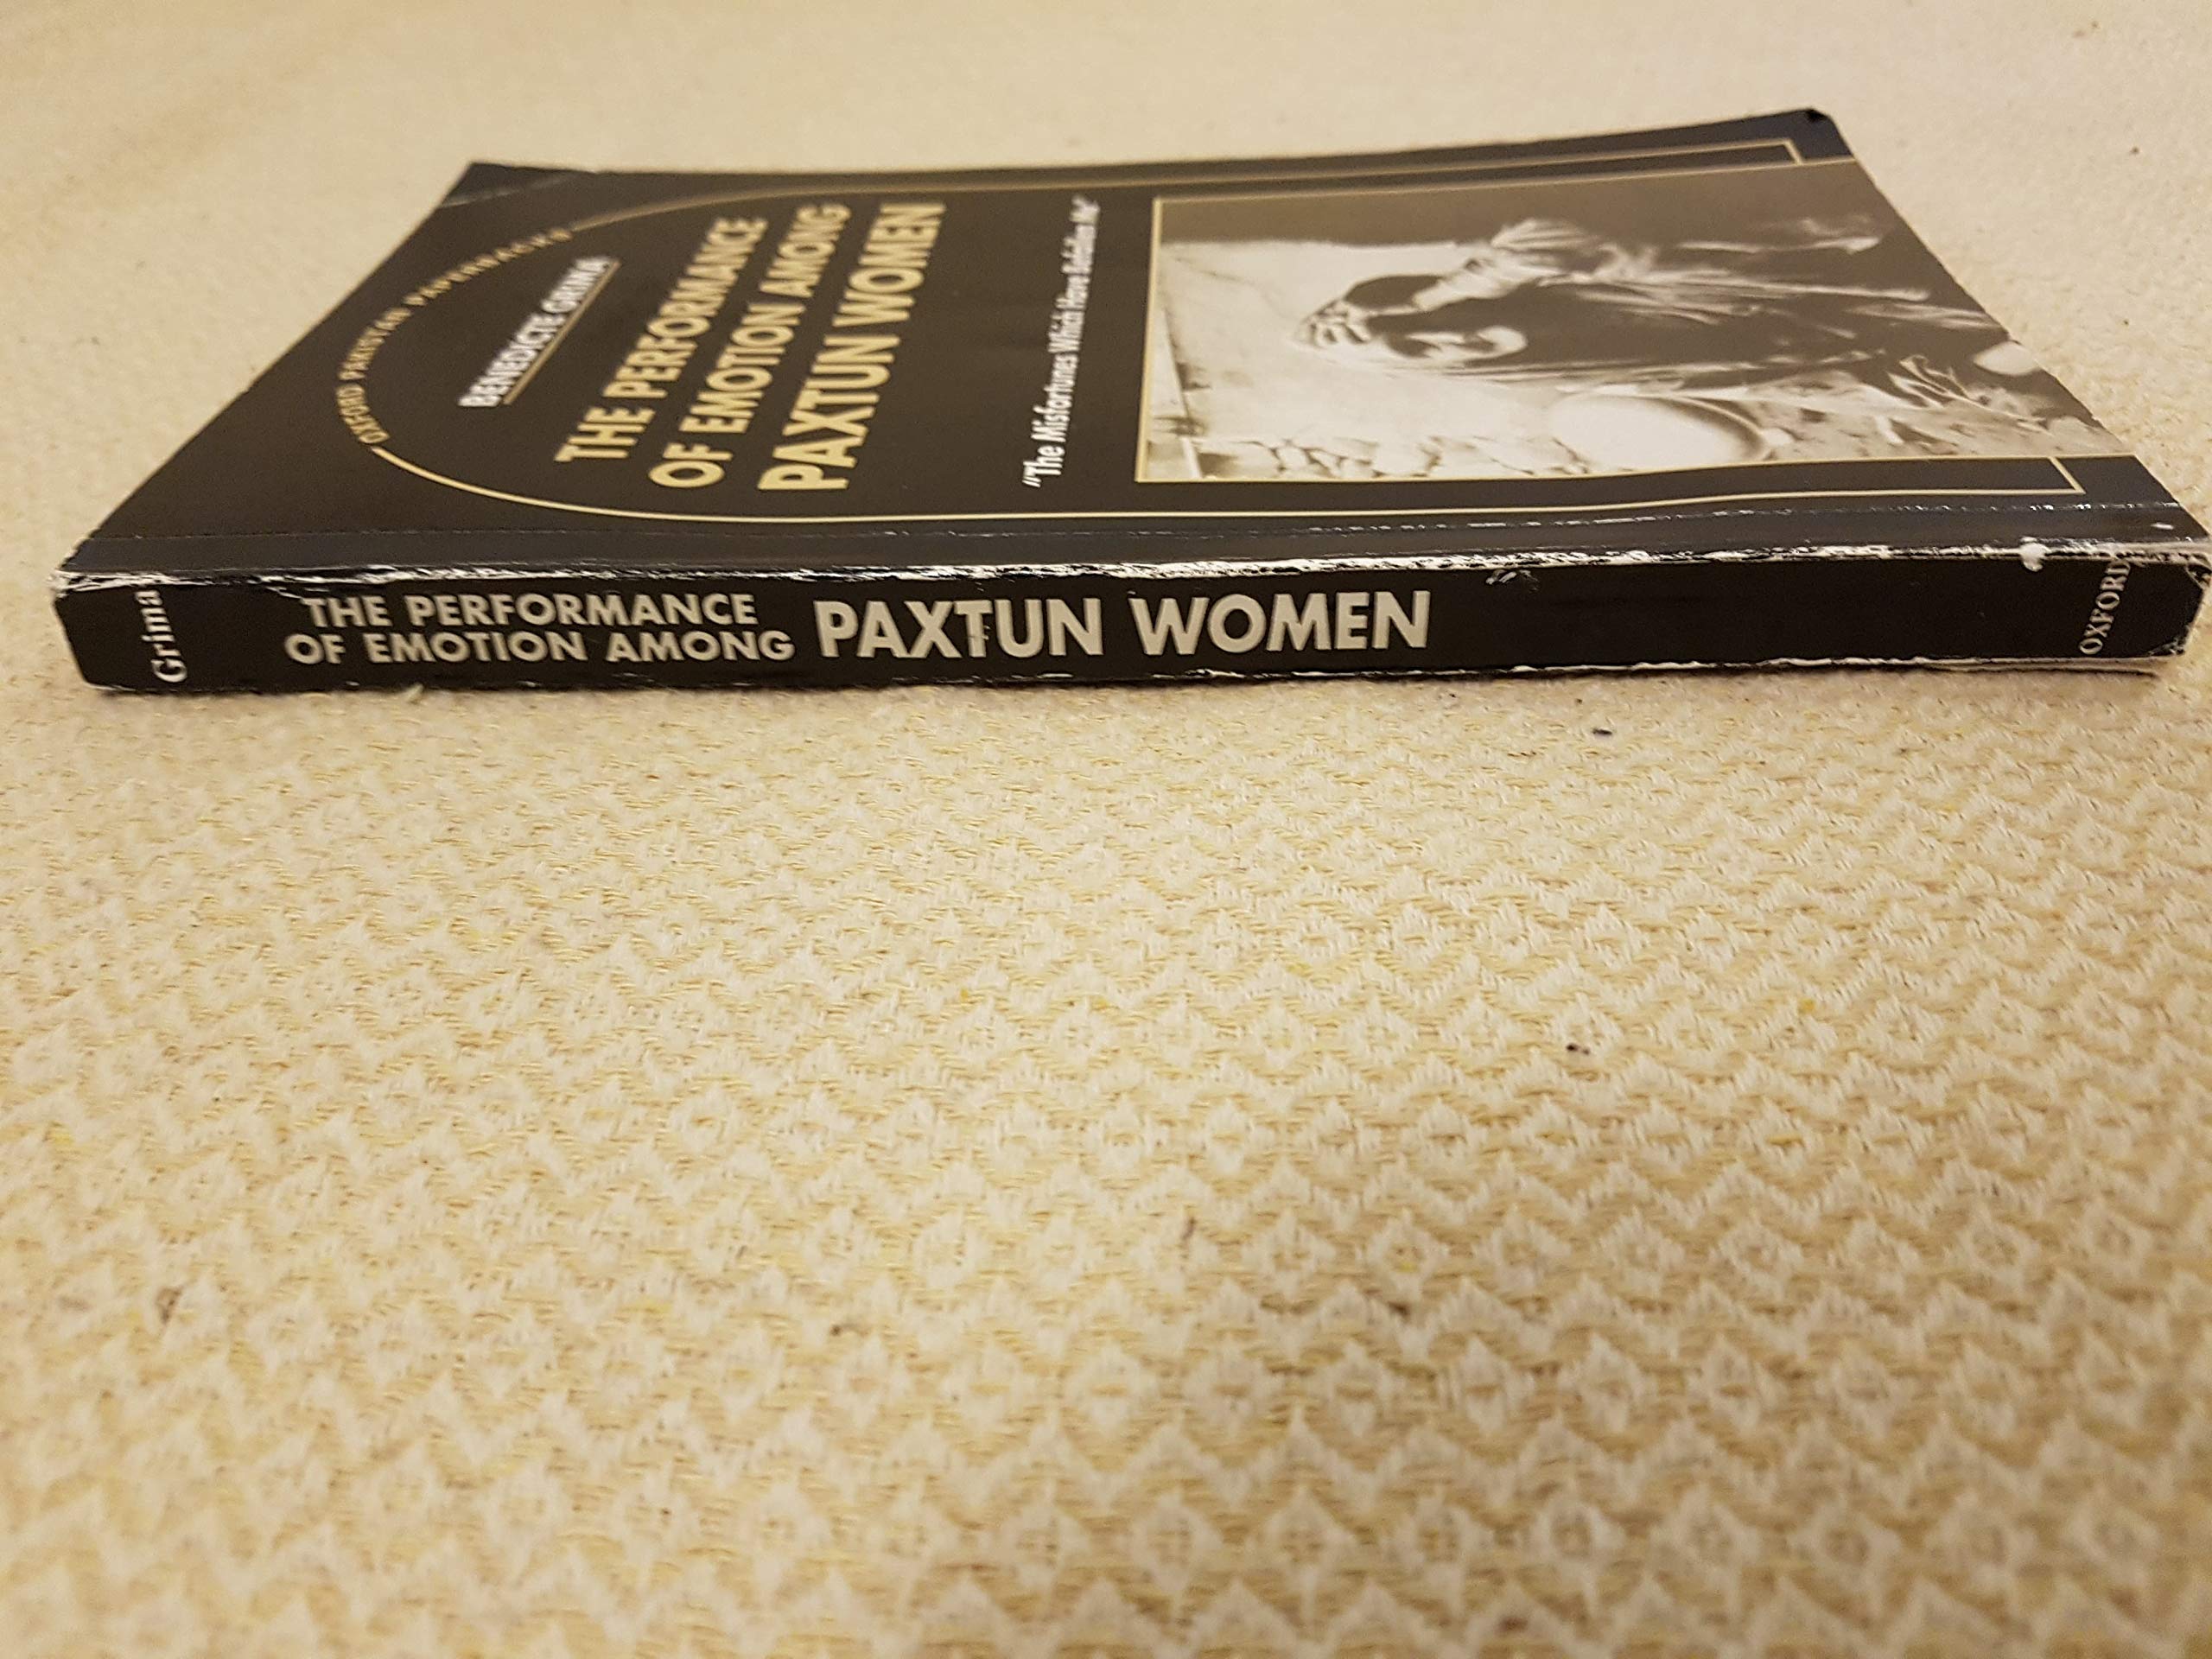 OXFORD PRINTED PAPERBACKS
BENEDICTE GRIMA
THE PERFORMANCE
OF EMOTION AMONG
PAXTUN WOMEN
"The Misfortunes Which Have Befallen Me"
Grima
THE PERFORMANCE
OF EMOTION AMONG
PAXTUN WOMEN
OXFORD